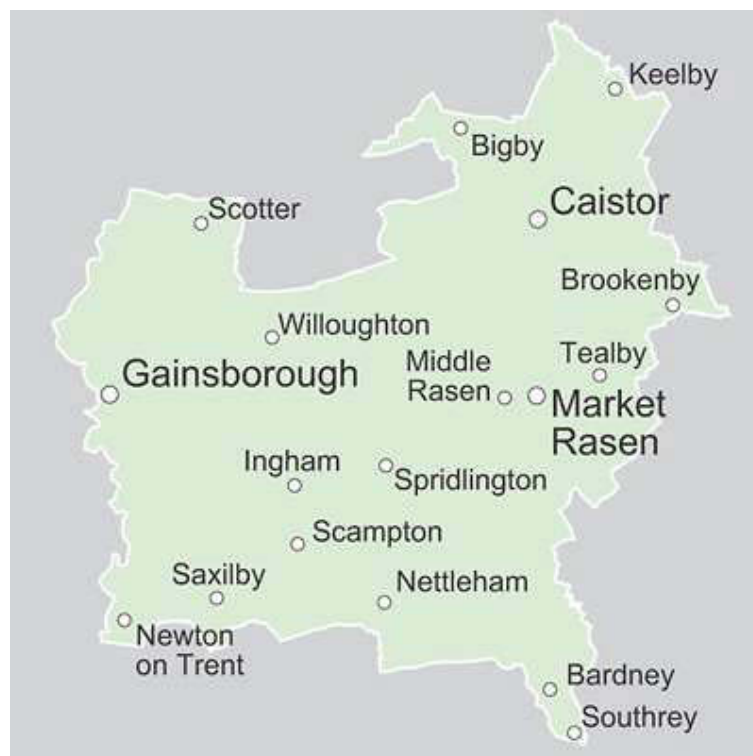 Keelby
Bigby
Caistor
Scotter
Brookenby
Willoughton
Tealby
Middle
Rasen
Gainsborough
Market
Rasen
Ingham
Spridlington
Scampton
Saxilby
Nettleham
Newton
on Trent
Bardney
Southrey